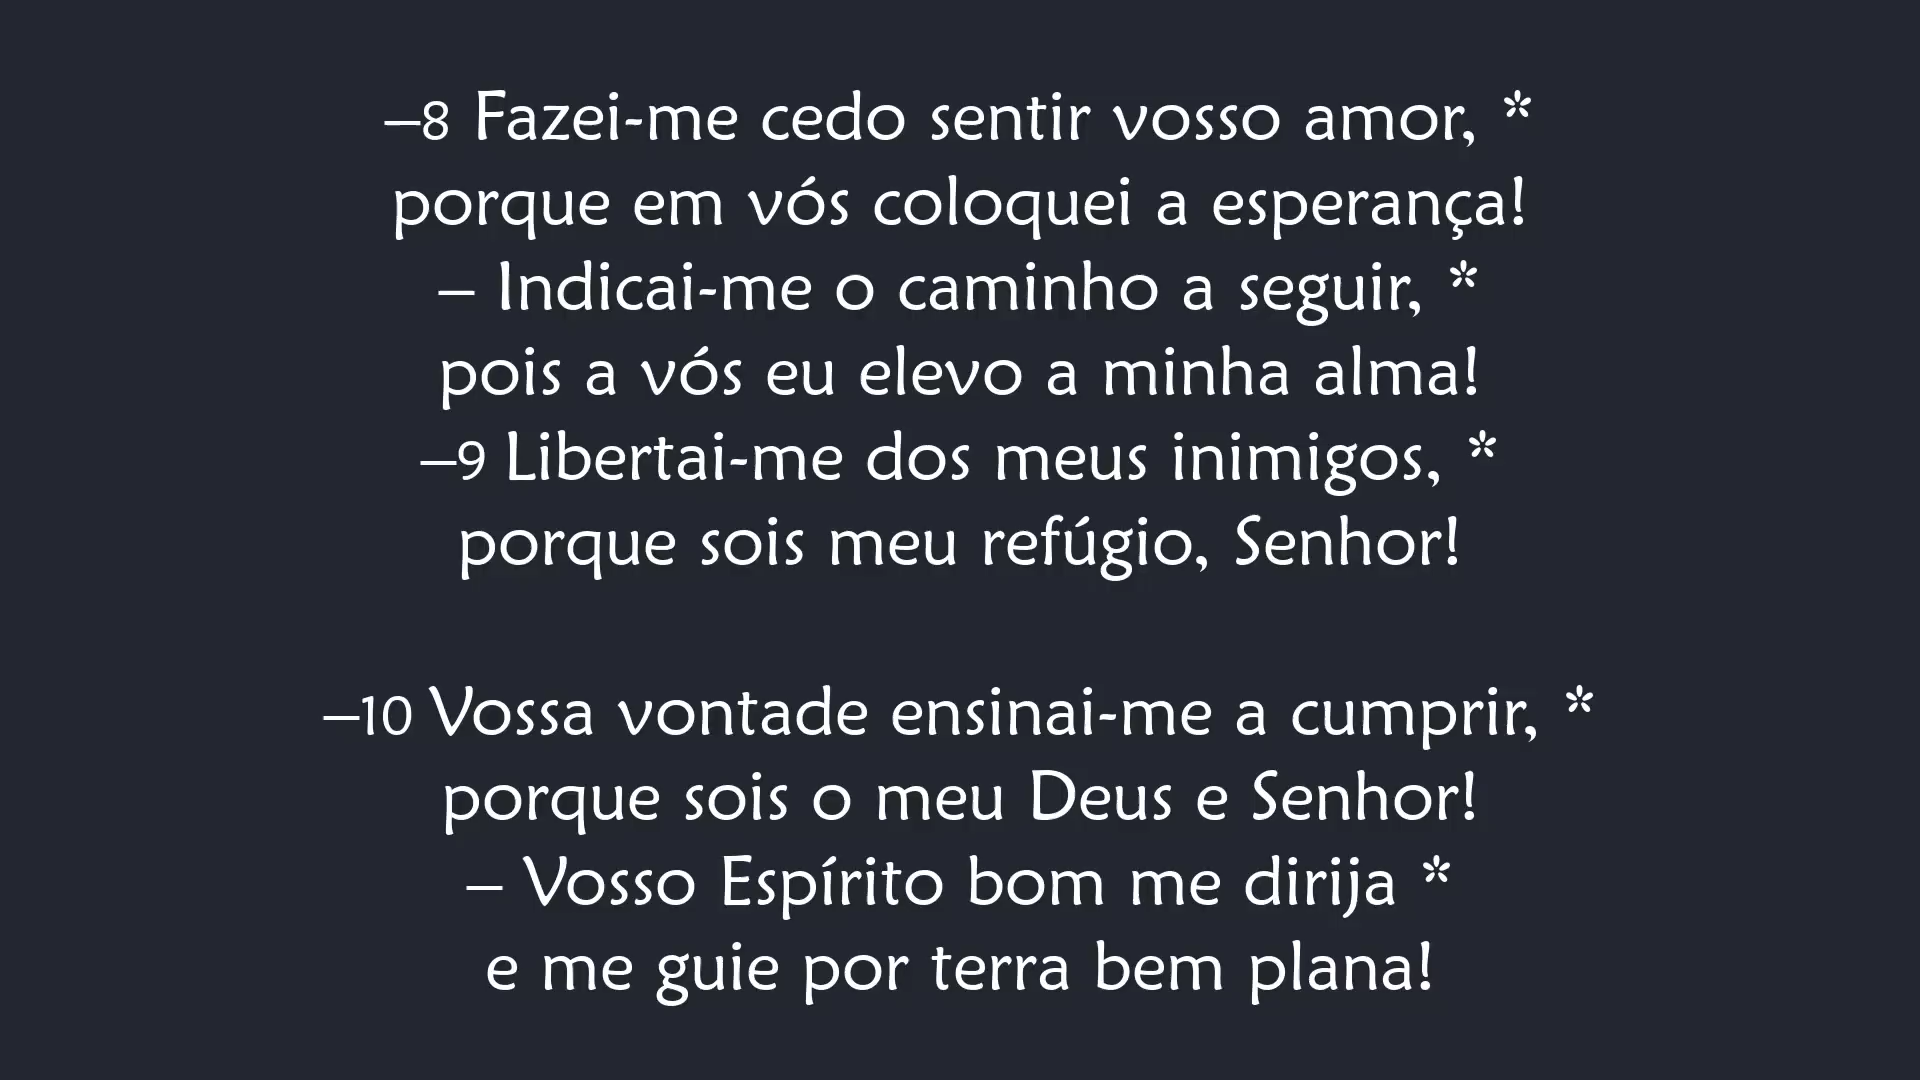 –8 Fazei-me cedo sentir vosso amor, *
porque em vós coloquei a esperança!
– Indicai-me o caminho a seguir, *
pois a vós eu elevo a minha alma!
–9 Libertai-me dos meus inimigos, *
porque sois meu refúgio, Senhor!
–10 Vossa vontade ensinai-me a cumprir, *
porque sois o meu Deus e Senhor!
– Vosso Espírito bom me dirija *
e me guie por terra bem plana!